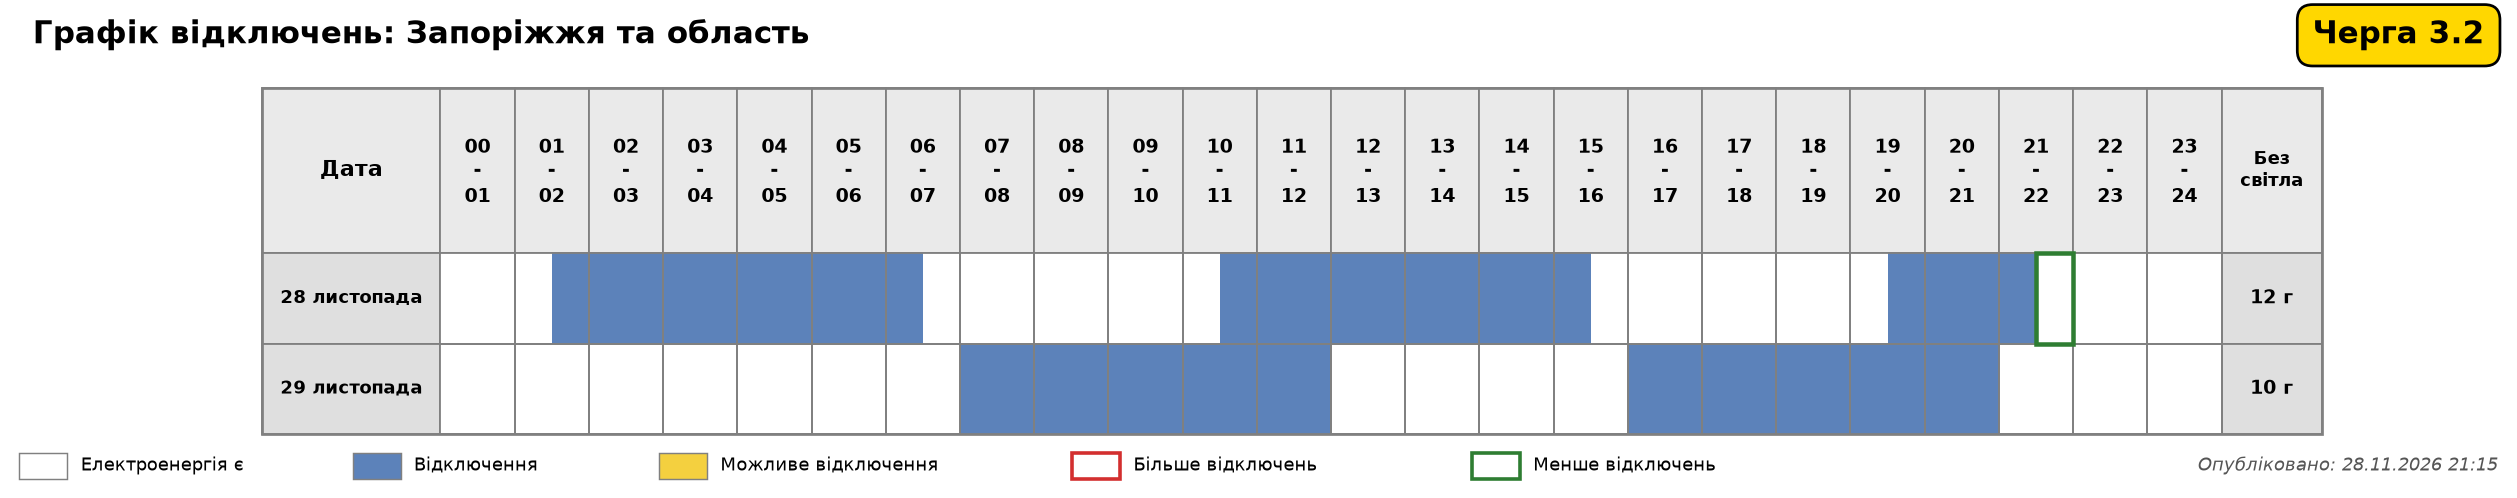 Графік відключень: Запоріжжя та область
Черга 3.2
Дата
00 - 01
01 - 02
02 - 03
03 - 04
04 - 05
05 - 06
06 - 07
07 - 08
08 - 09
09 - 10
10 - 11
11 - 12
12 - 13
13 - 14
14 - 15
15 - 16
16 - 17
17 - 18
18 - 19
19 - 20
20 - 21
21 - 22
22 - 23
23 - 24
Без
світла
28 листопада
12 г
29 листопада
10 г
Електроенергія є
Відключення
Можливе відключення
Більше відключень
Менше відключень
Опубліковано: 28.11.2026 21:15